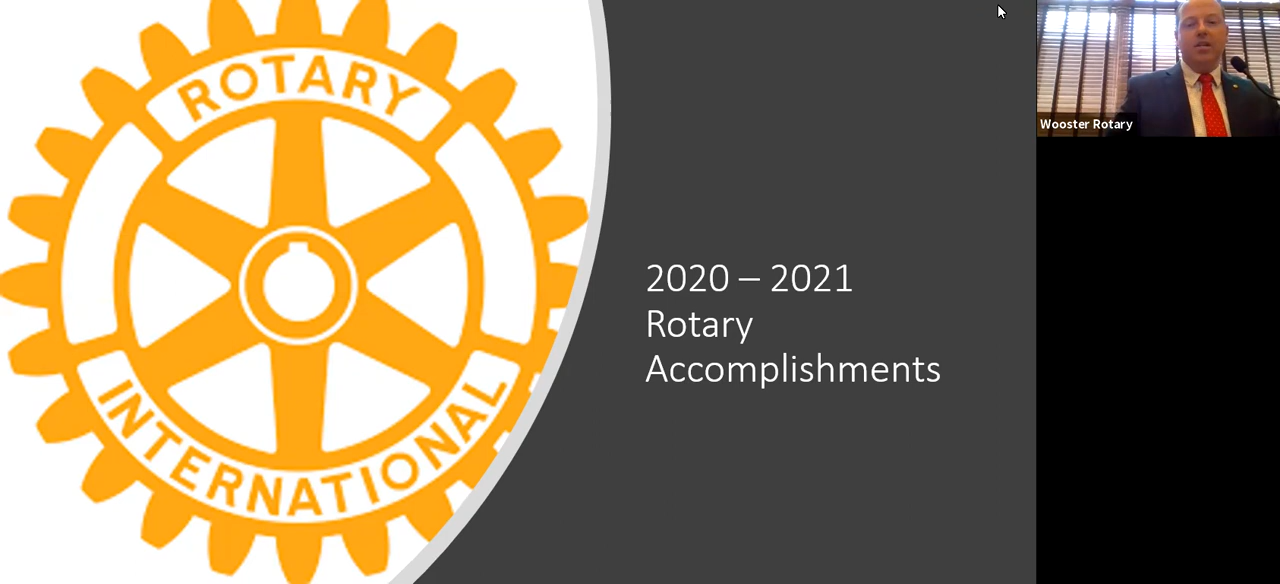 ROTARY
INTERNATIONAL
2020 – 2021
Rotary
Accomplishments
Wooster Rotary